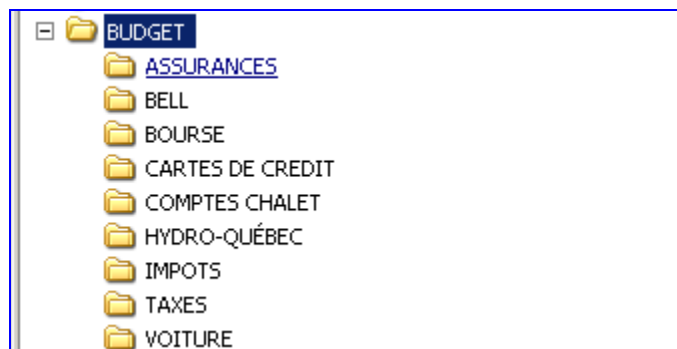 BUDGET
ASSURANCES
BELL
BOURSE
CARTES DE CREDIT
COMPTES CHALET
HYDRO-QUÉBEC
IMPOTS
TAXES
VOITURE